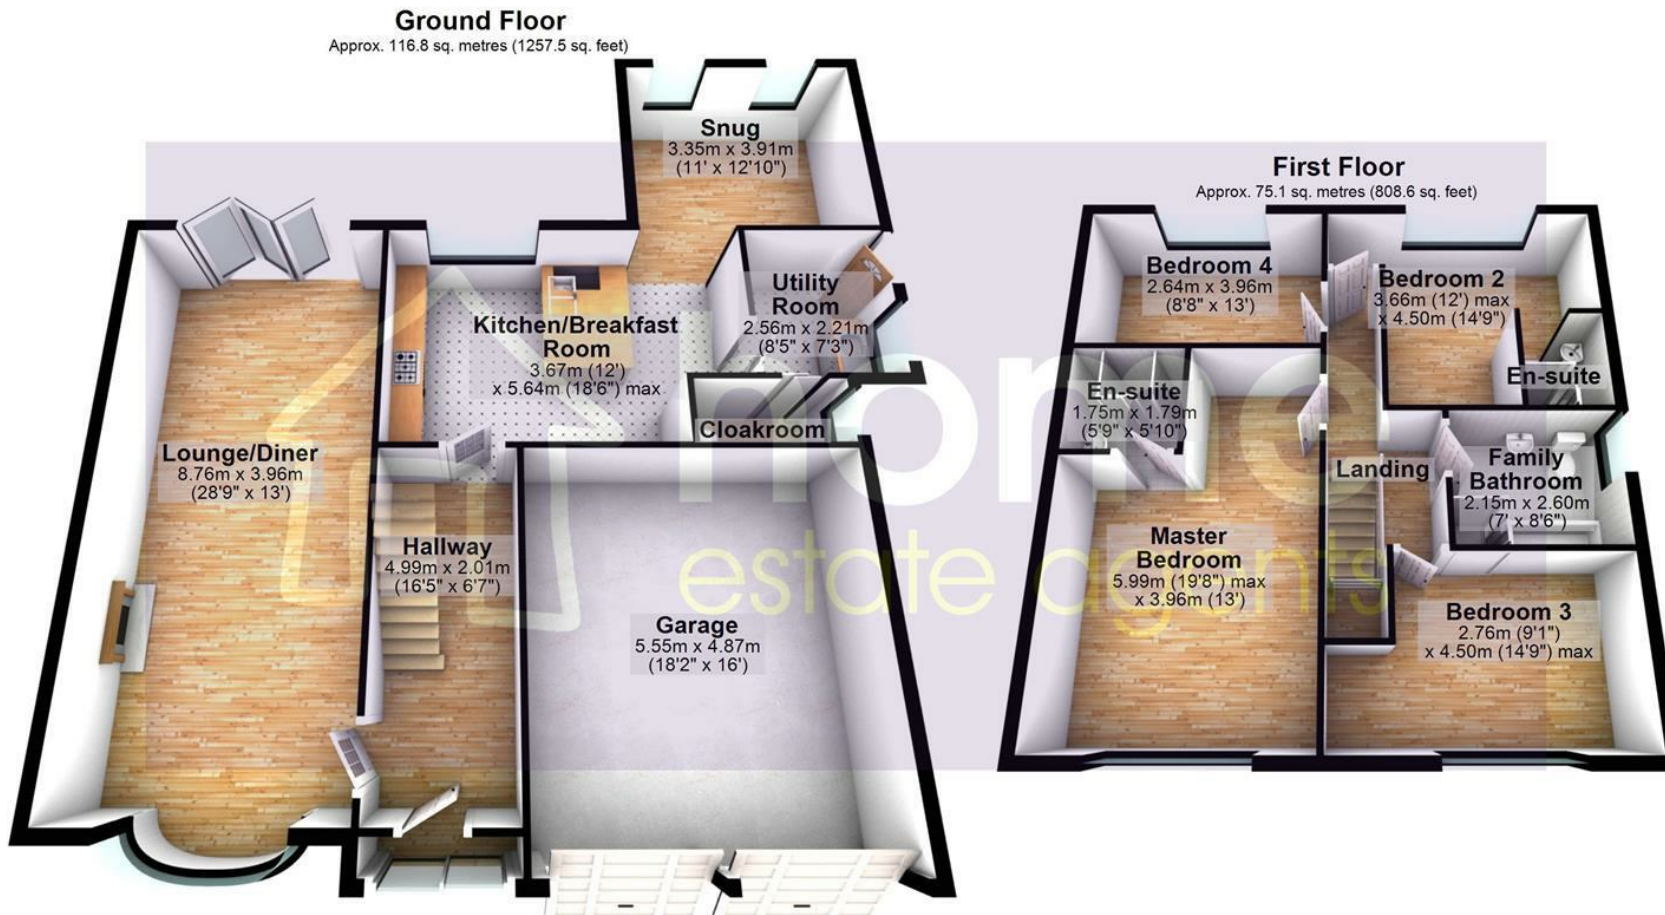 Ground Floor
Approx. 116.8 sq. metres (1257.5 sq. feet)
Snug
3.35m x 3.91m
(11' x 12'10")
Utility
Room
2.56m x 2.21m
(8'5" x 7'3")
Kitchen/Breakfast
Room
3.67m (12')
x 5.64m (18'6") max
Cloakroom
Lounge/Diner
8.76m x 3.96m
(28'9" x 13')
Hallway
4.99m x 2.01m
(16'5" x 6'7")
Garage
5.55m x 4.87m
(18'2" x 16')
First Floor
Approx. 75.1 sq. metres (808.6 sq. feet)
Bedroom 4
2.64m x 3.96m
(8'8" x 13')
Bedroom 2
3.66m (12') max
x 4.50m (14'9")
En-suite
En-suite
1.75m x 1.79m
(5'9" x 5'10")
Landing
Family
Bathroom
2.15m x 2.60m
(7' x 8'6")
Master
Bedroom
5.99m (19'8") max
x 3.96m (13')
Bedroom 3
2.76m (9'1")
x 4.50m (14'9") max
home
estate agents